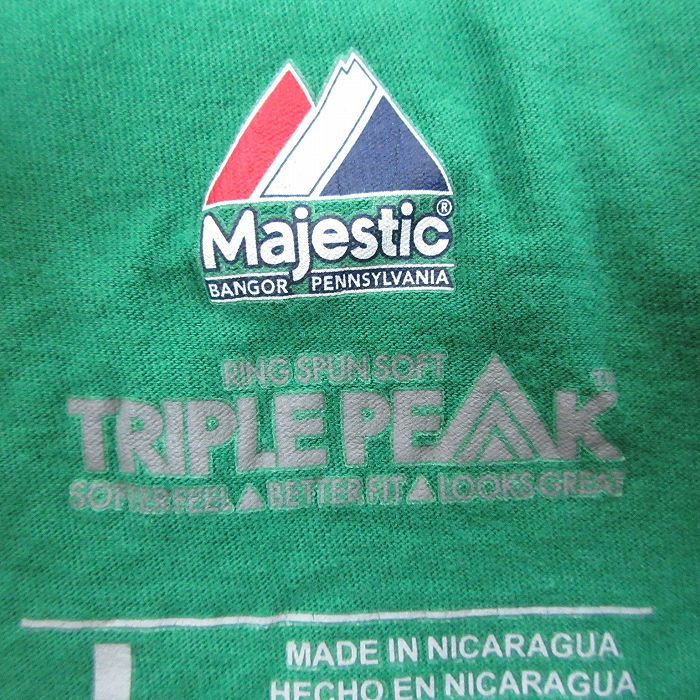 Majestic®
BANGOR PENNSYLVANIA
RING SPUN SOFT
TRIPLE PEAK™
SOFTER FEEL ▲ BETTER FIT ▲ LOOKS GREAT
MADE IN NICARAGUA
HECHO EN NICARAGUA